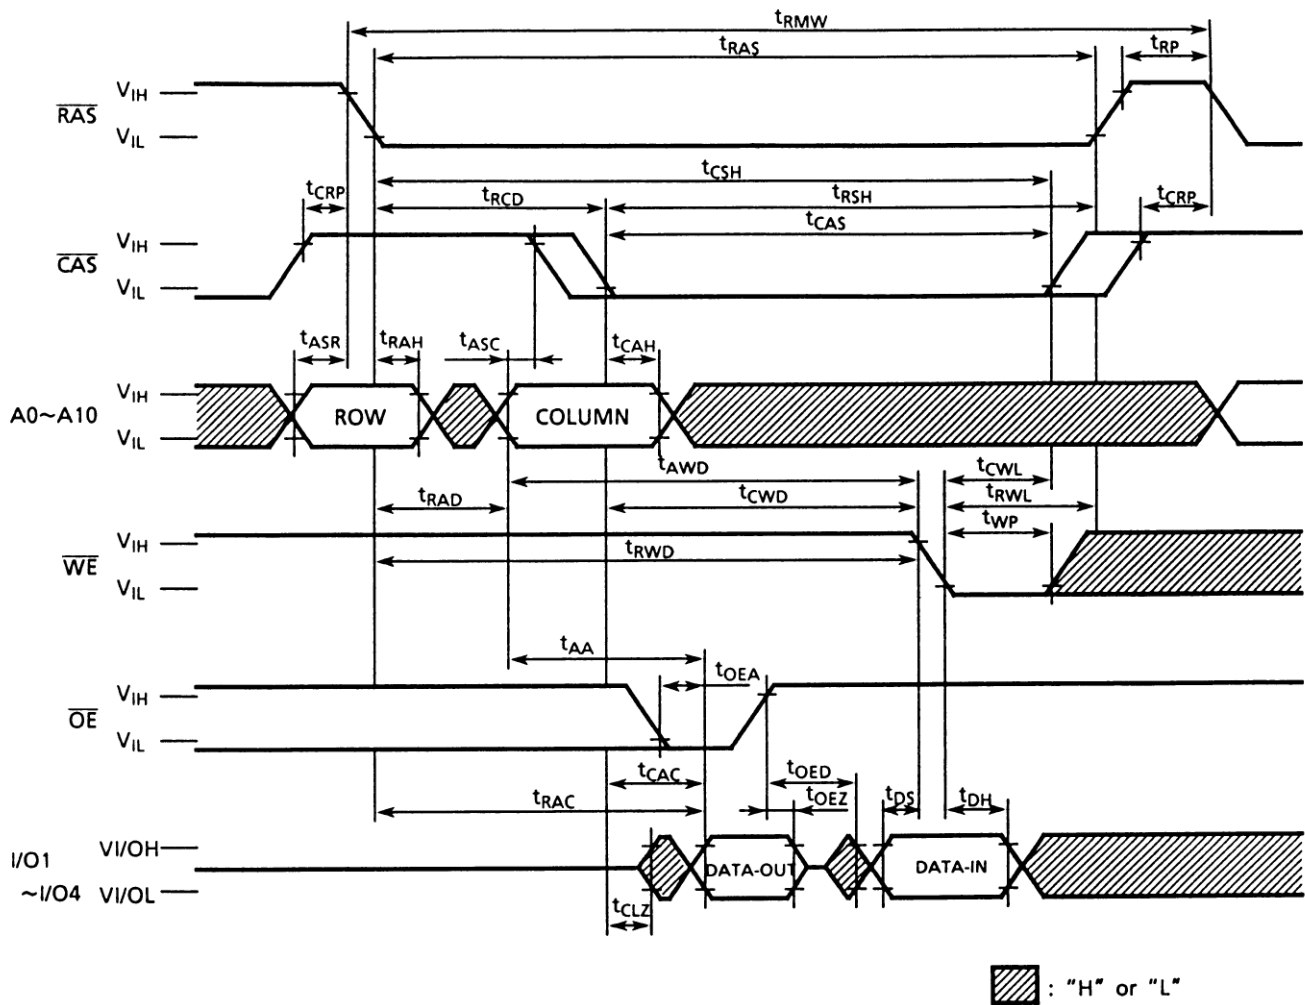 tRMW
tRAS
tRP
RAS
VIH
VIL
tCSH
tCRP
tRCD
tRSH
tCRP
tCAS
CAS
VIH
VIL
tASR
tRAH
tASC
tCAH
A0~A10
VIH
VIL
ROW
COLUMN
tAWD
tCWL
tRAD
tCWD
tRWL
tWP
WE
VIH
VIL
tRWD
tAA
tOEA
OE
VIH
VIL
tCAC
tOED
tRAC
tOEZ
tDS
tDH
I/O1
~I/O4
VI/OH
VI/OL
DATA-OUT
DATA-IN
tCLZ
: "H" or "L"